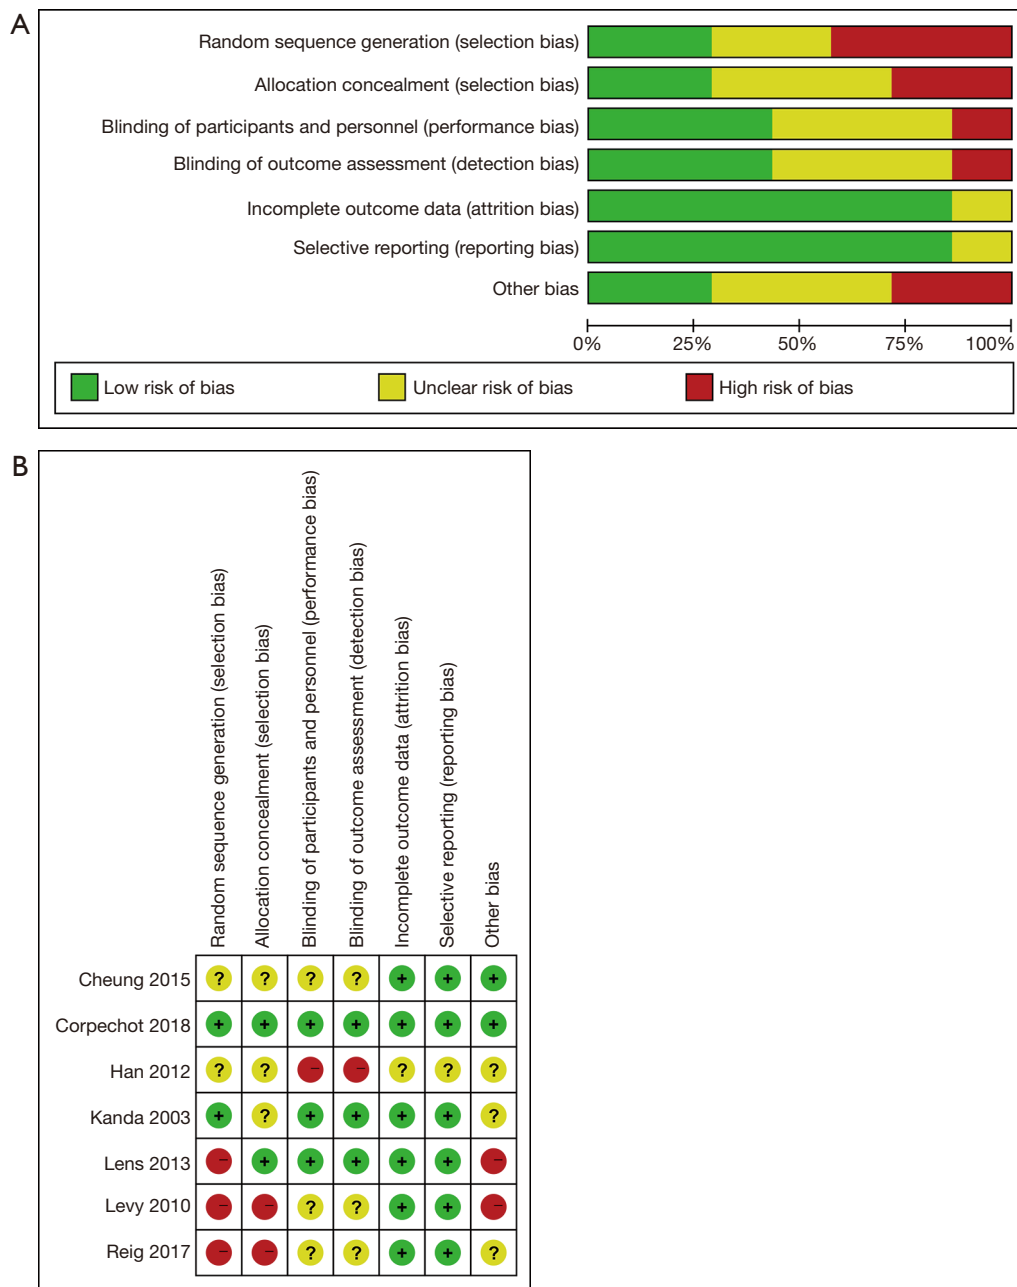 A
Random sequence generation (selection bias)
Allocation concealment (selection bias)
Blinding of participants and personnel (performance bias)
Blinding of outcome assessment (detection bias)
Incomplete outcome data (attrition bias)
Selective reporting (reporting bias)
Other bias
0% 25% 50% 75% 100%
Low risk of bias Unclear risk of bias High risk of bias
B
Random sequence generation (selection bias)
Allocation concealment (selection bias)
Blinding of participants and personnel (performance bias)
Blinding of outcome assessment (detection bias)
Incomplete outcome data (attrition bias)
Selective reporting (reporting bias)
Other bias
Cheung 2015 ? ? ? ? + + +
Corpechot 2018 + + + + + + +
Han 2012 ? ? − − ? ? ?
Kanda 2003 + ? + + + + ?
Lens 2013 − + + + + + −
Levy 2010 − − ? ? + + −
Reig 2017 − − ? ? + + ?